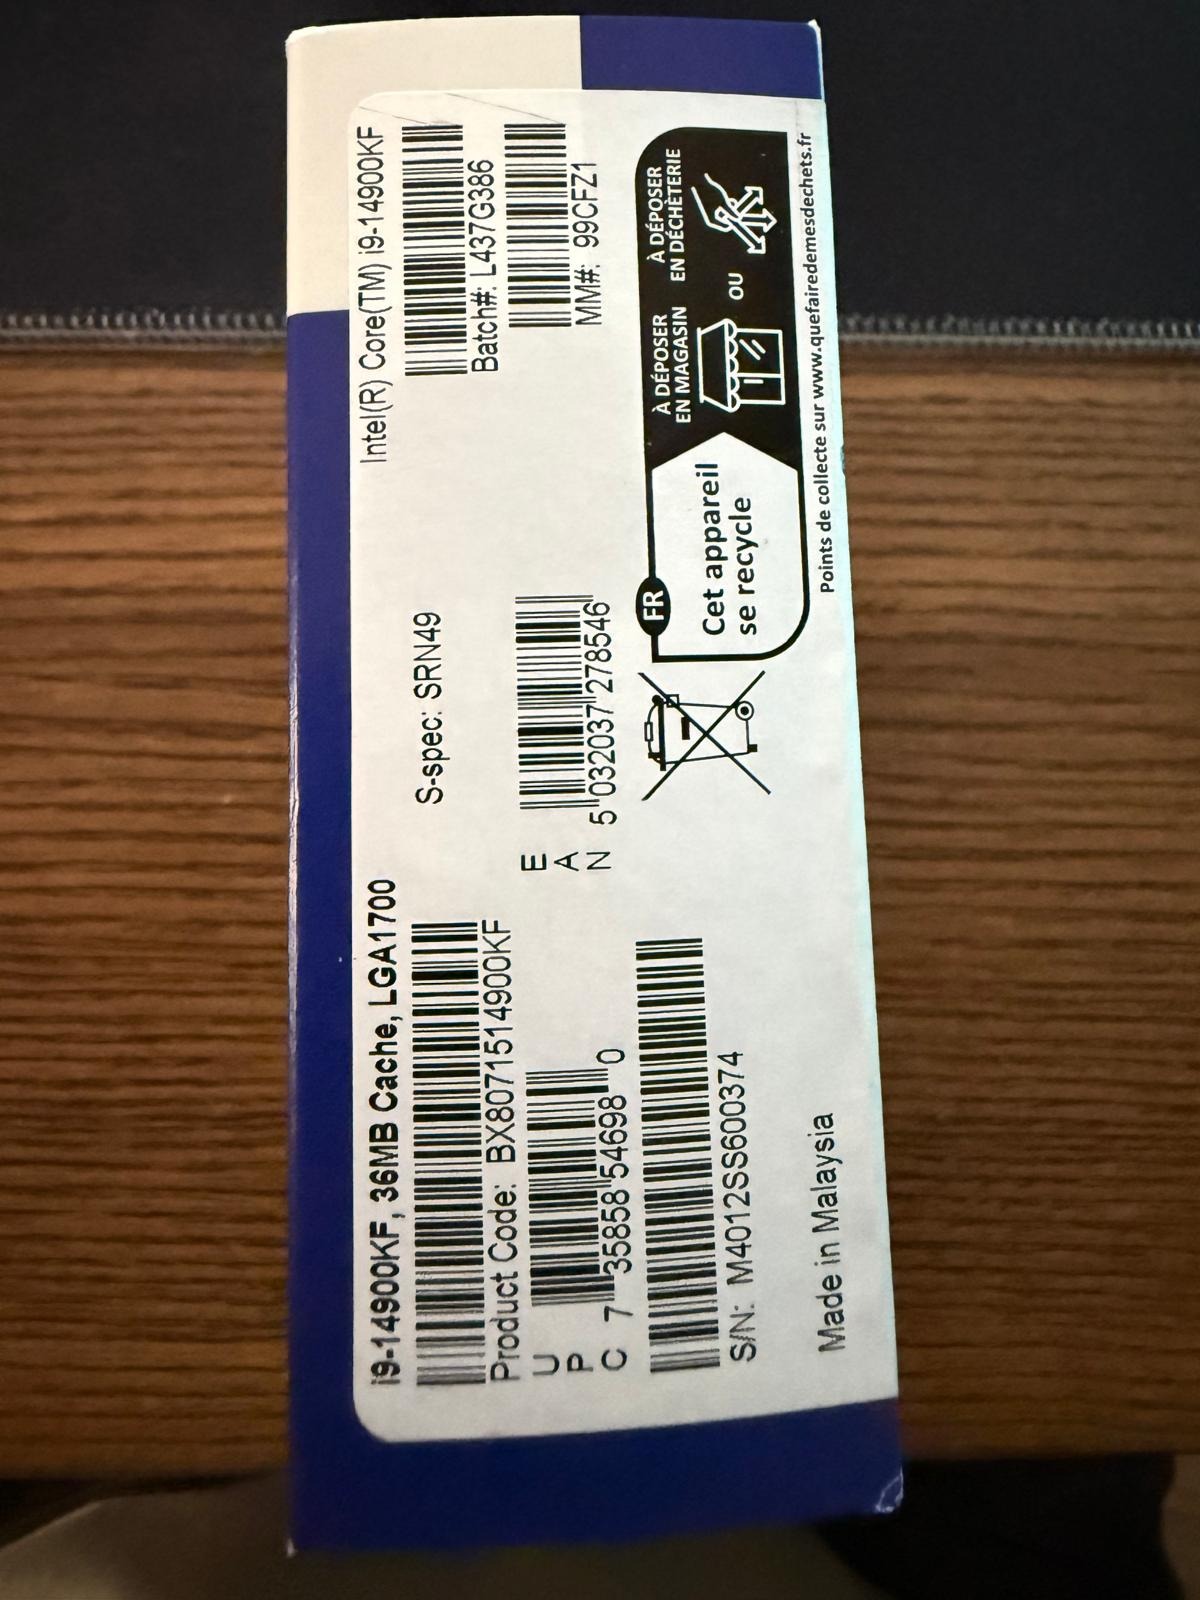 i9-14900KF, 36MB Cache, LGA1700
Intel(R) Core(TM) i9-14900KF
S-spec: SRN49
Product Code: BX8071514900KF
Batch#: L437G386
UPC 7 35858 54698 0
EAN 5 032037 278546
MM#: 99CFZ1
S/N: M4012SS600374
Made in Malaysia
FR
Cet appareil
se recycle
À DÉPOSER
EN MAGASIN
OU
À DÉPOSER
EN DÉCHÈTERIE
Points de collecte sur www.quefairedemesdechets.fr